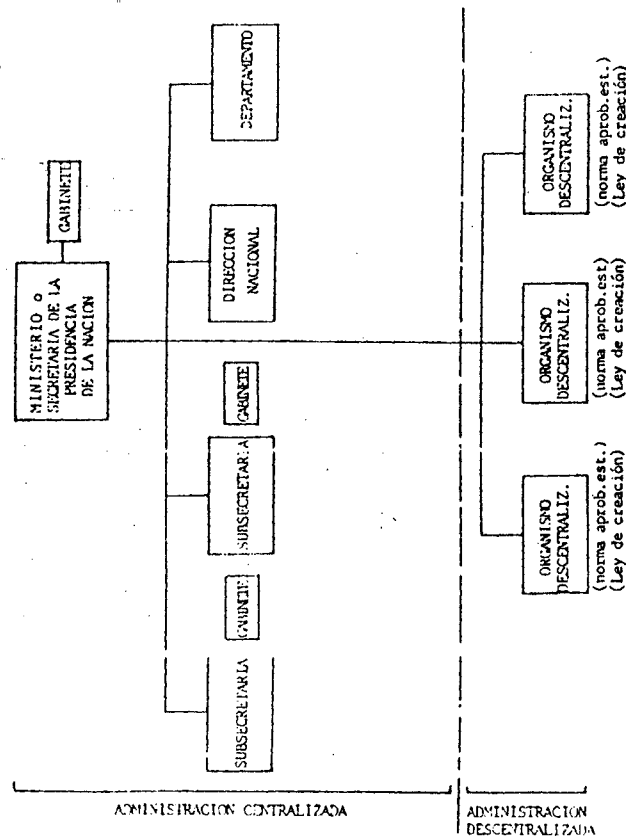 MINISTERIO o
SECRETARIA DE LA
PRESIDENCIA
DE LA NACION
GABINETE
SUBSECRETARIA
GABINETE
SUBSECRETARIA
GABINETE
DIRECCION
NACIONAL
DEPARTAMENTO
ORGANISMO
DESCENTRALIZ.
(norma aprob.est.)
(Ley de creación)
ORGANISMO
DESCENTRALIZ.
(norma aprob.est)
(Ley de creación)
ORGANISMO
DESCENTRALIZ.
(norma aprob.est.)
(Ley de creación)
ADMINISTRACION CENTRALIZADA
ADMINISTRACION
DESCENTRALIZADA